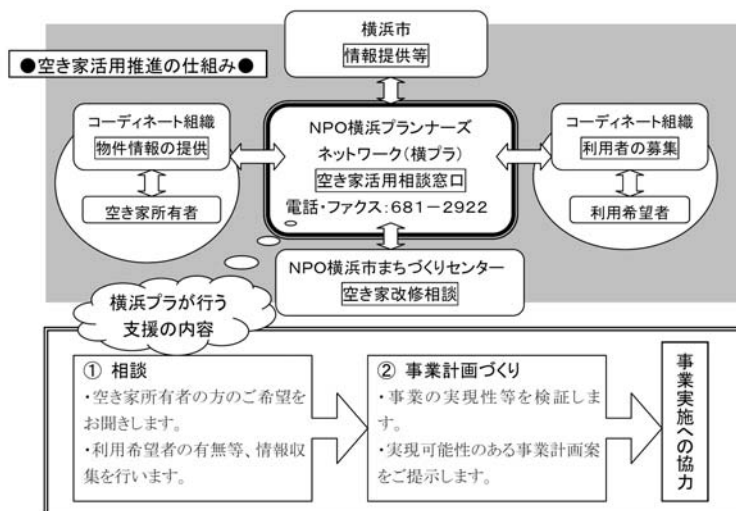 横浜市
情報提供等
●空き家活用推進の仕組み●
コーディネート組織
物件情報の提供
空き家所有者
NPO横浜プランナーズ
ネットワーク(横プラ)
空き家活用相談窓口
電話・ファクス:681-2922
コーディネート組織
利用者の募集
利用希望者
NPO横浜市まちづくりセンター
空き家改修相談
横浜プラが行う
支援の内容
① 相談
・空き家所有者の方のご希望を
お聞きします。
・利用希望者の有無等、情報収
集を行います。
② 事業計画づくり
・事業の実現性等を検証しま
す。
・実現可能性のある事業計画案
をご提示します。
事業実施への協力